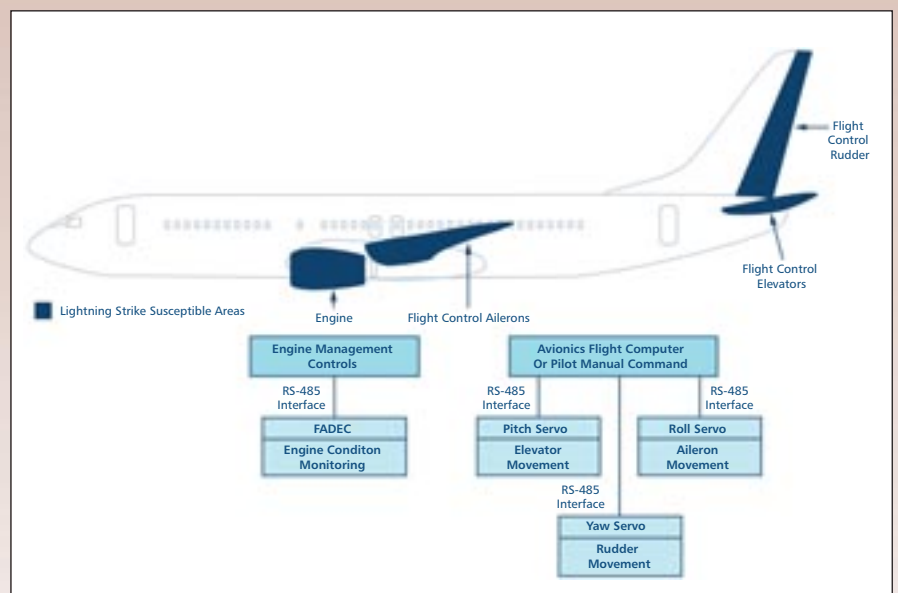 Flight
Control
Rudder
Flight Control
Elevators
Lightning Strike Susceptible Areas
Engine
Flight Control Ailerons
Engine Management
Controls
Avionics Flight Computer
Or Pilot Manual Command
RS-485
Interface
RS-485
Interface
RS-485
Interface
FADEC
Engine Conditon
Monitoring
Pitch Servo
Elevator
Movement
Roll Servo
Aileron
Movement
RS-485
Interface
Yaw Servo
Rudder
Movement